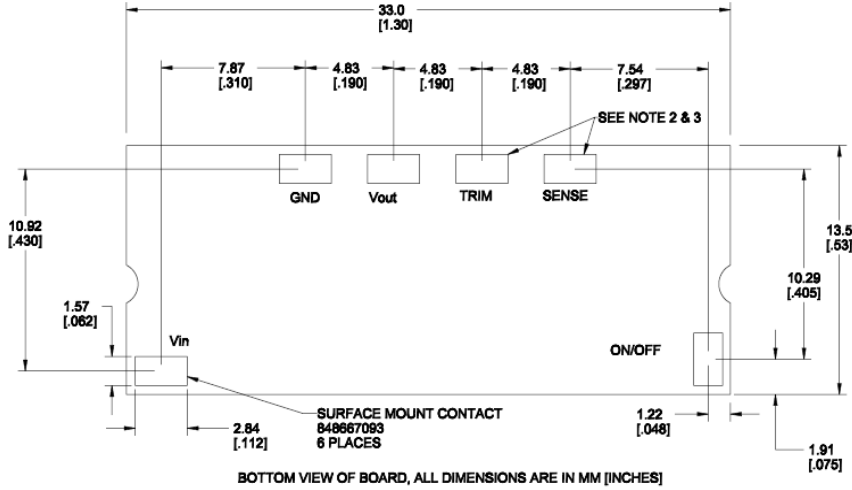 33.0
[1.30]
7.87
[.310]
4.83
[.190]
4.83
[.190]
4.83
[.190]
7.54
[.297]
SEE NOTE 2 & 3
GND
Vout
TRIM
SENSE
10.92
[.430]
13.5
[.53]
10.29
[.405]
1.57
[.062]
Vin
ON/OFF
SURFACE MOUNT CONTACT
848667093
6 PLACES
2.84
[.112]
1.22
[.048]
1.91
[.075]
BOTTOM VIEW OF BOARD, ALL DIMENSIONS ARE IN MM [INCHES]